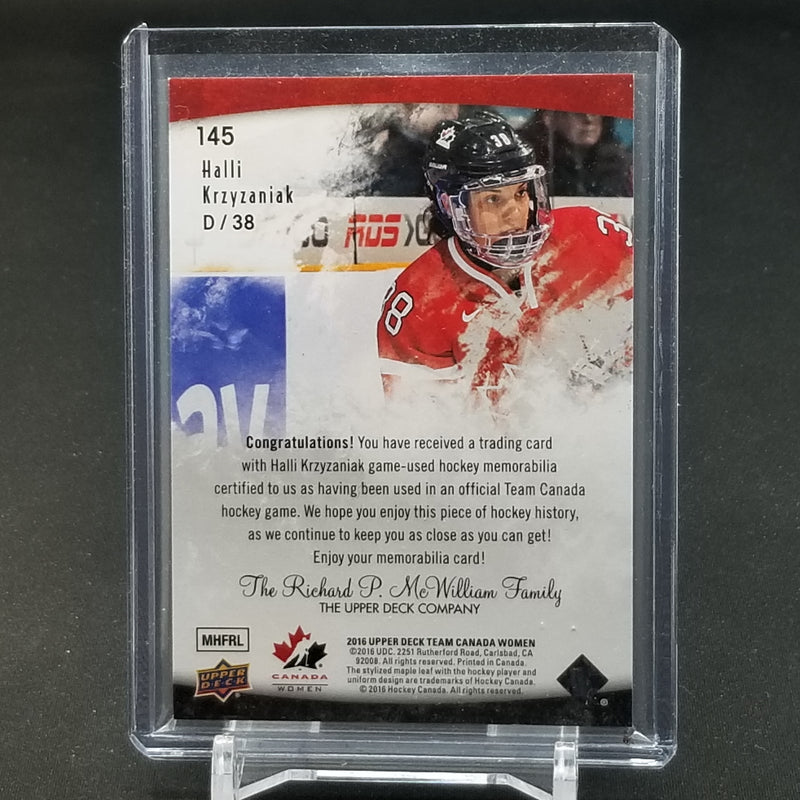 145
Halli
Krzyzaniak
D / 38
38
RDS
38
Congratulations! You have received a trading card
with Halli Krzyzaniak game-used hockey memorabilia
certified to us as having been used in an official Team Canada
hockey game. We hope you enjoy this piece of hockey history,
as we continue to keep you as close as you can get!
Enjoy your memorabilia card!
The Richard P. McWilliam Family
THE UPPER DECK COMPANY
MHFRL
UPPER
DECK
CANADA
WOMEN
2016 UPPER DECK TEAM CANADA WOMEN
©2016 UDC. 2251 Rutherford Road, Carlsbad, CA
92008. All rights reserved. Printed in Canada.
The stylized maple leaf with the hockey player and
uniform design are trademarks of Hockey Canada.
© 2016 Hockey Canada. All rights reserved.
®